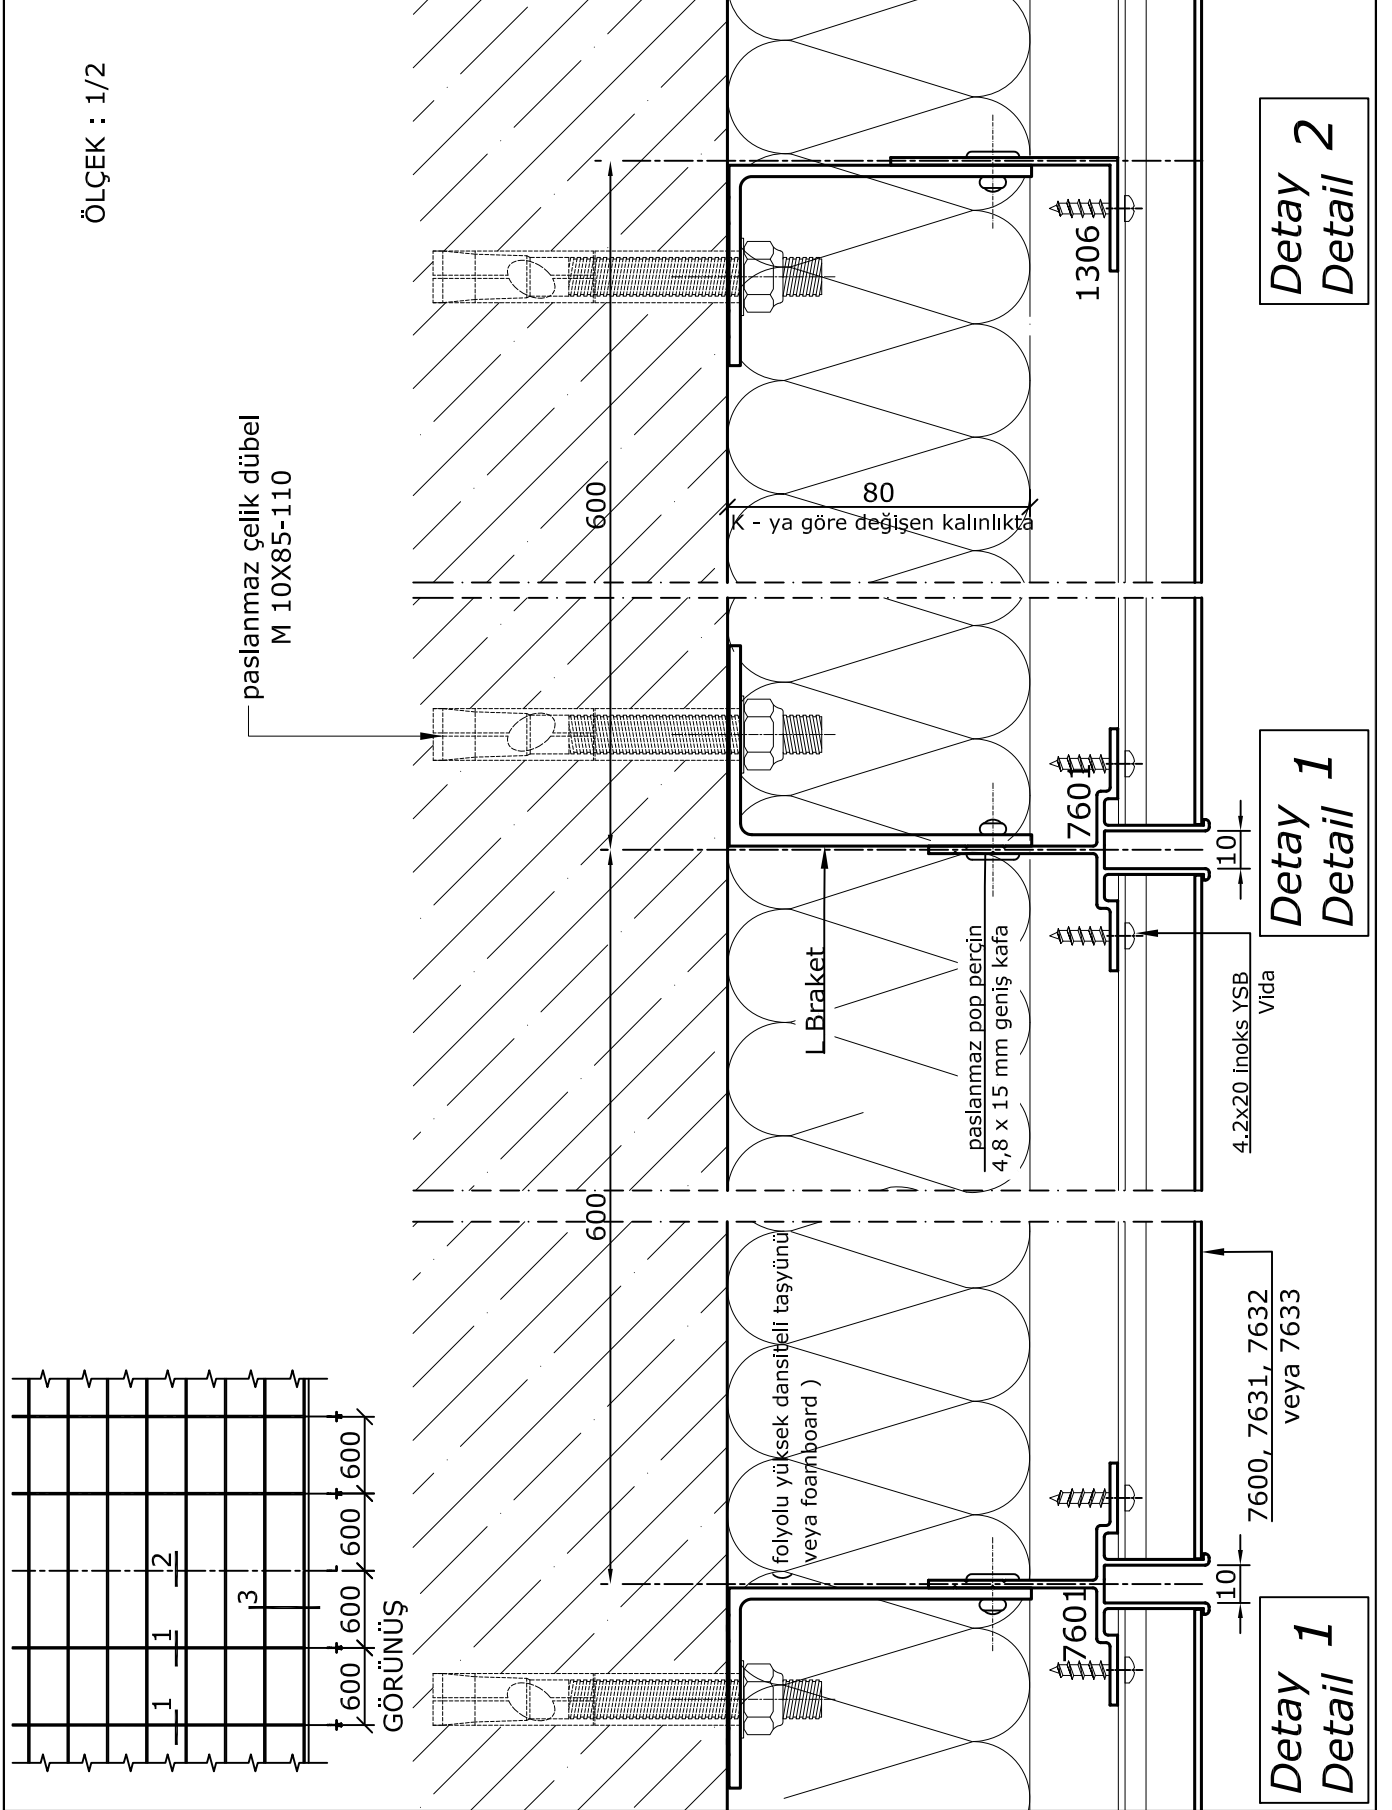 ÖLÇEK : 1/2
paslanmaz çelik dübel
M 10X85-110
600
600
80
K - ya göre değişen kalınlıkta
1306
7601
7601
L Braket
paslanmaz pop perçin
4,8 x 15 mm geniş kafa
10
10
4.2x20 inoks YSB
Vida
( folyolu yüksek dansiteli taşyünü
veya foamboard )
7600, 7631, 7632
veya 7633
1
1
2
3
600
600
600
600
GÖRÜNÜŞ
Detay 1
Detail 1
Detay 1
Detail 1
Detay 2
Detail 2